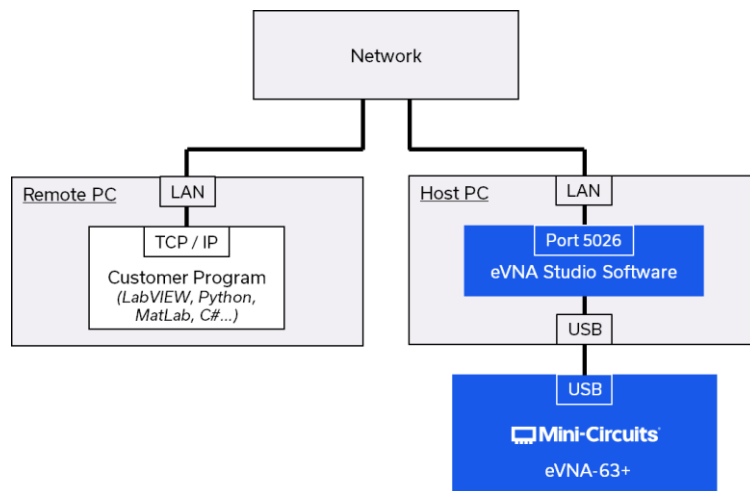 Network
Remote PC
LAN
TCP / IP
Customer Program
(LabVIEW, Python,
MatLab, C#...)
Host PC
LAN
Port 5026
eVNA Studio Software
USB
USB
Mini-Circuits
eVNA-63+